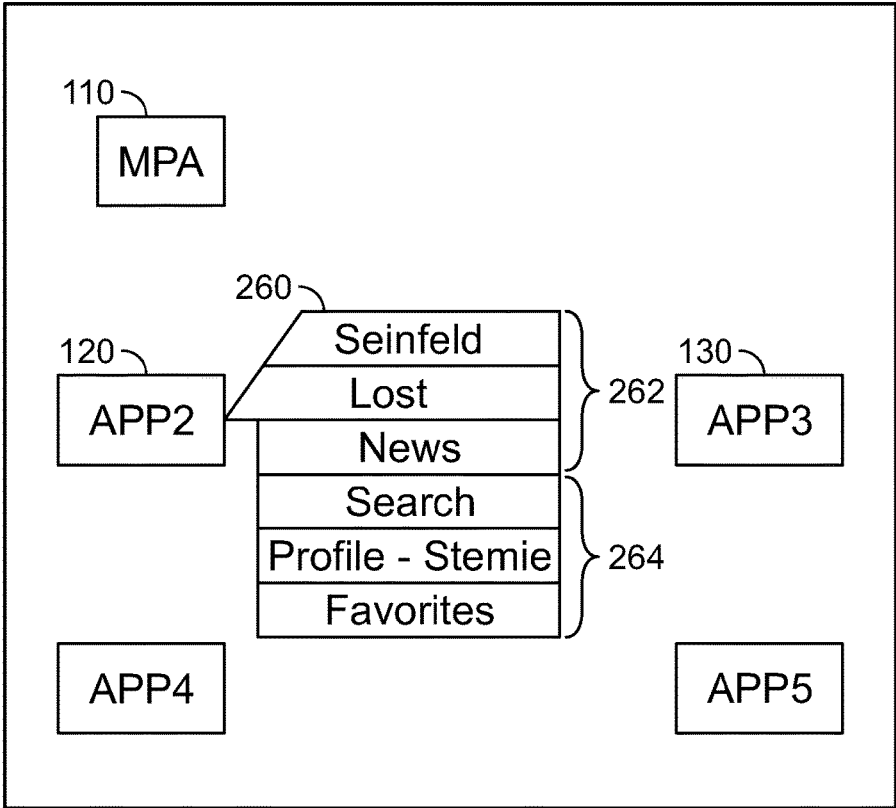 110
MPA
260
Seinfeld
120
Lost
262
130
APP2
APP3
News
Search
Profile - Stemie
264
Favorites
APP4
APP5